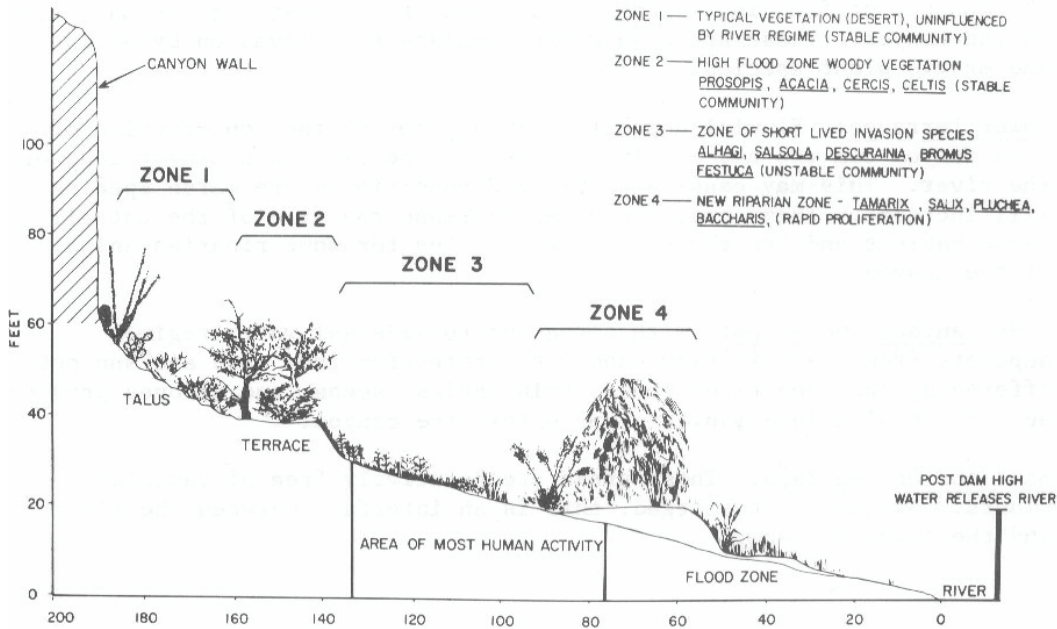 ZONE 1 — TYPICAL VEGETATION (DESERT), UNINFLUENCED
BY RIVER REGIME (STABLE COMMUNITY)
ZONE 2 — HIGH FLOOD ZONE WOODY VEGETATION
PROSOPIS, ACACIA, CERCIS, CELTIS (STABLE
COMMUNITY)
ZONE 3 — ZONE OF SHORT LIVED INVASION SPECIES
ALHAGI, SALSOLA, DESCURAINIA, BROMUS
FESTUCA (UNSTABLE COMMUNITY)
ZONE 4 — NEW RIPARIAN ZONE - TAMARIX, SALIX, PLUCHEA,
BACCHARIS, (RAPID PROLIFERATION)
CANYON WALL
ZONE 1
ZONE 2
ZONE 3
ZONE 4
FEET
100
80
60
40
20
0
TALUS
TERRACE
AREA OF MOST HUMAN ACTIVITY
FLOOD ZONE
RIVER
POST DAM HIGH
WATER RELEASES RIVER
200 180 160 140 120 100 80 60 40 20 0